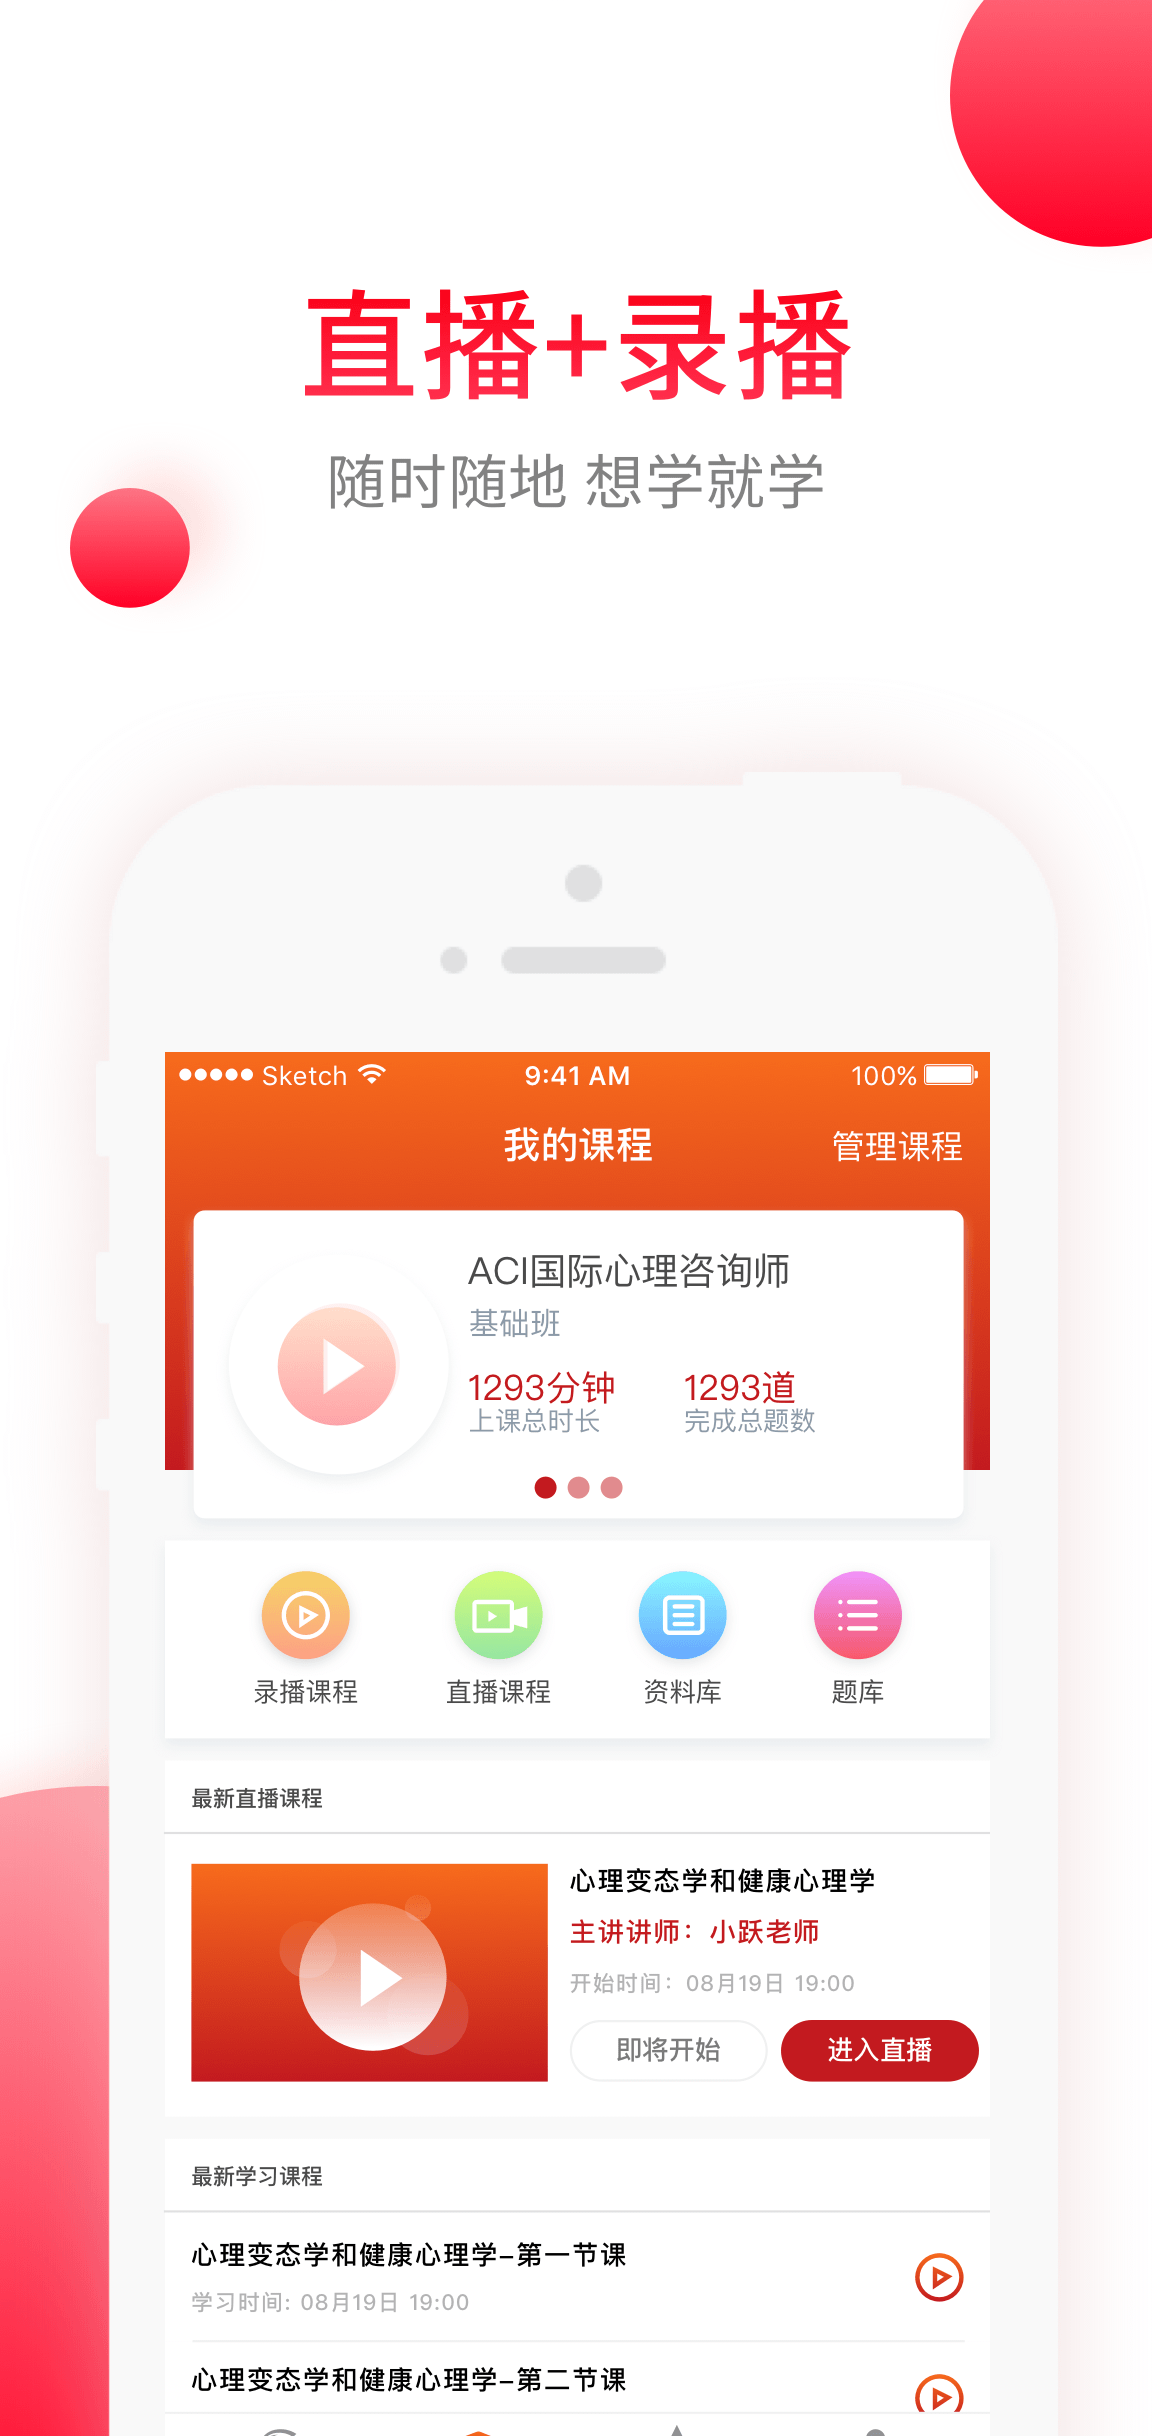 直播+录播
随时随地 想学就学
Sketch 9:41 AM 100%
我的课程 管理课程
ACI国际心理咨询师
基础班
1293分钟 1293道
上课总时长 完成总题数
录播课程 直播课程 资料库 题库
最新直播课程
心理变态学和健康心理学
主讲讲师：小跃老师
开始时间：08月19日 19:00
即将开始 进入直播
最新学习课程
心理变态学和健康心理学-第一节课
学习时间: 08月19日 19:00
心理变态学和健康心理学-第二节课